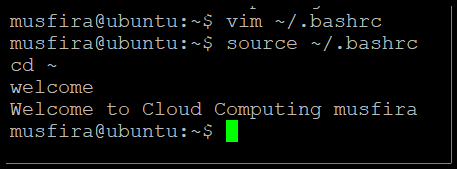 musfira@ubuntu:~$ vim ~/.bashrc
musfira@ubuntu:~$ source ~/.bashrc
cd ~
welcome
Welcome to Cloud Computing musfira
musfira@ubuntu:~$